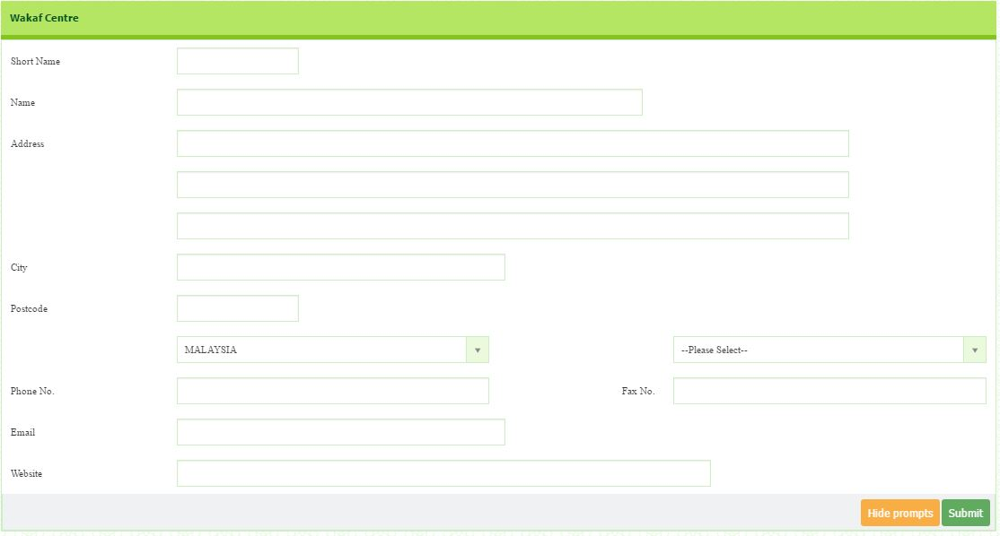 Wakaf Centre
Short Name
Name
Address
City
Postcode
MALAYSIA --Please Select--
Phone No. Fax No.
Email
Website
Hide prompts Submit